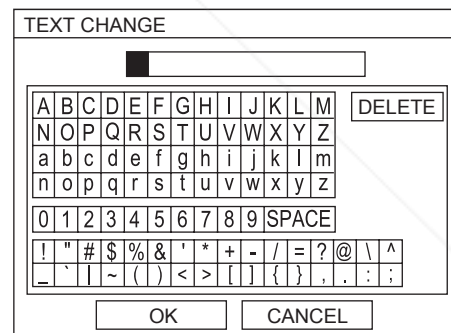 TEXT CHANGE
A B C D E F G H I J K L M DELETE
N O P Q R S T U V W X Y Z
a b c d e f g h i j k l m
n o p q r s t u v w x y z
0 1 2 3 4 5 6 7 8 9 SPACE
! " # $ % & ' * + - / = ? @ \ ^
_ ` | ~ ( ) < > [ ] { } , . : ;
OK CANCEL